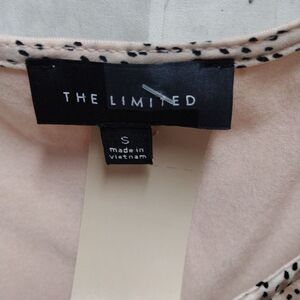 THE LIMITED
S
made in
vietnam